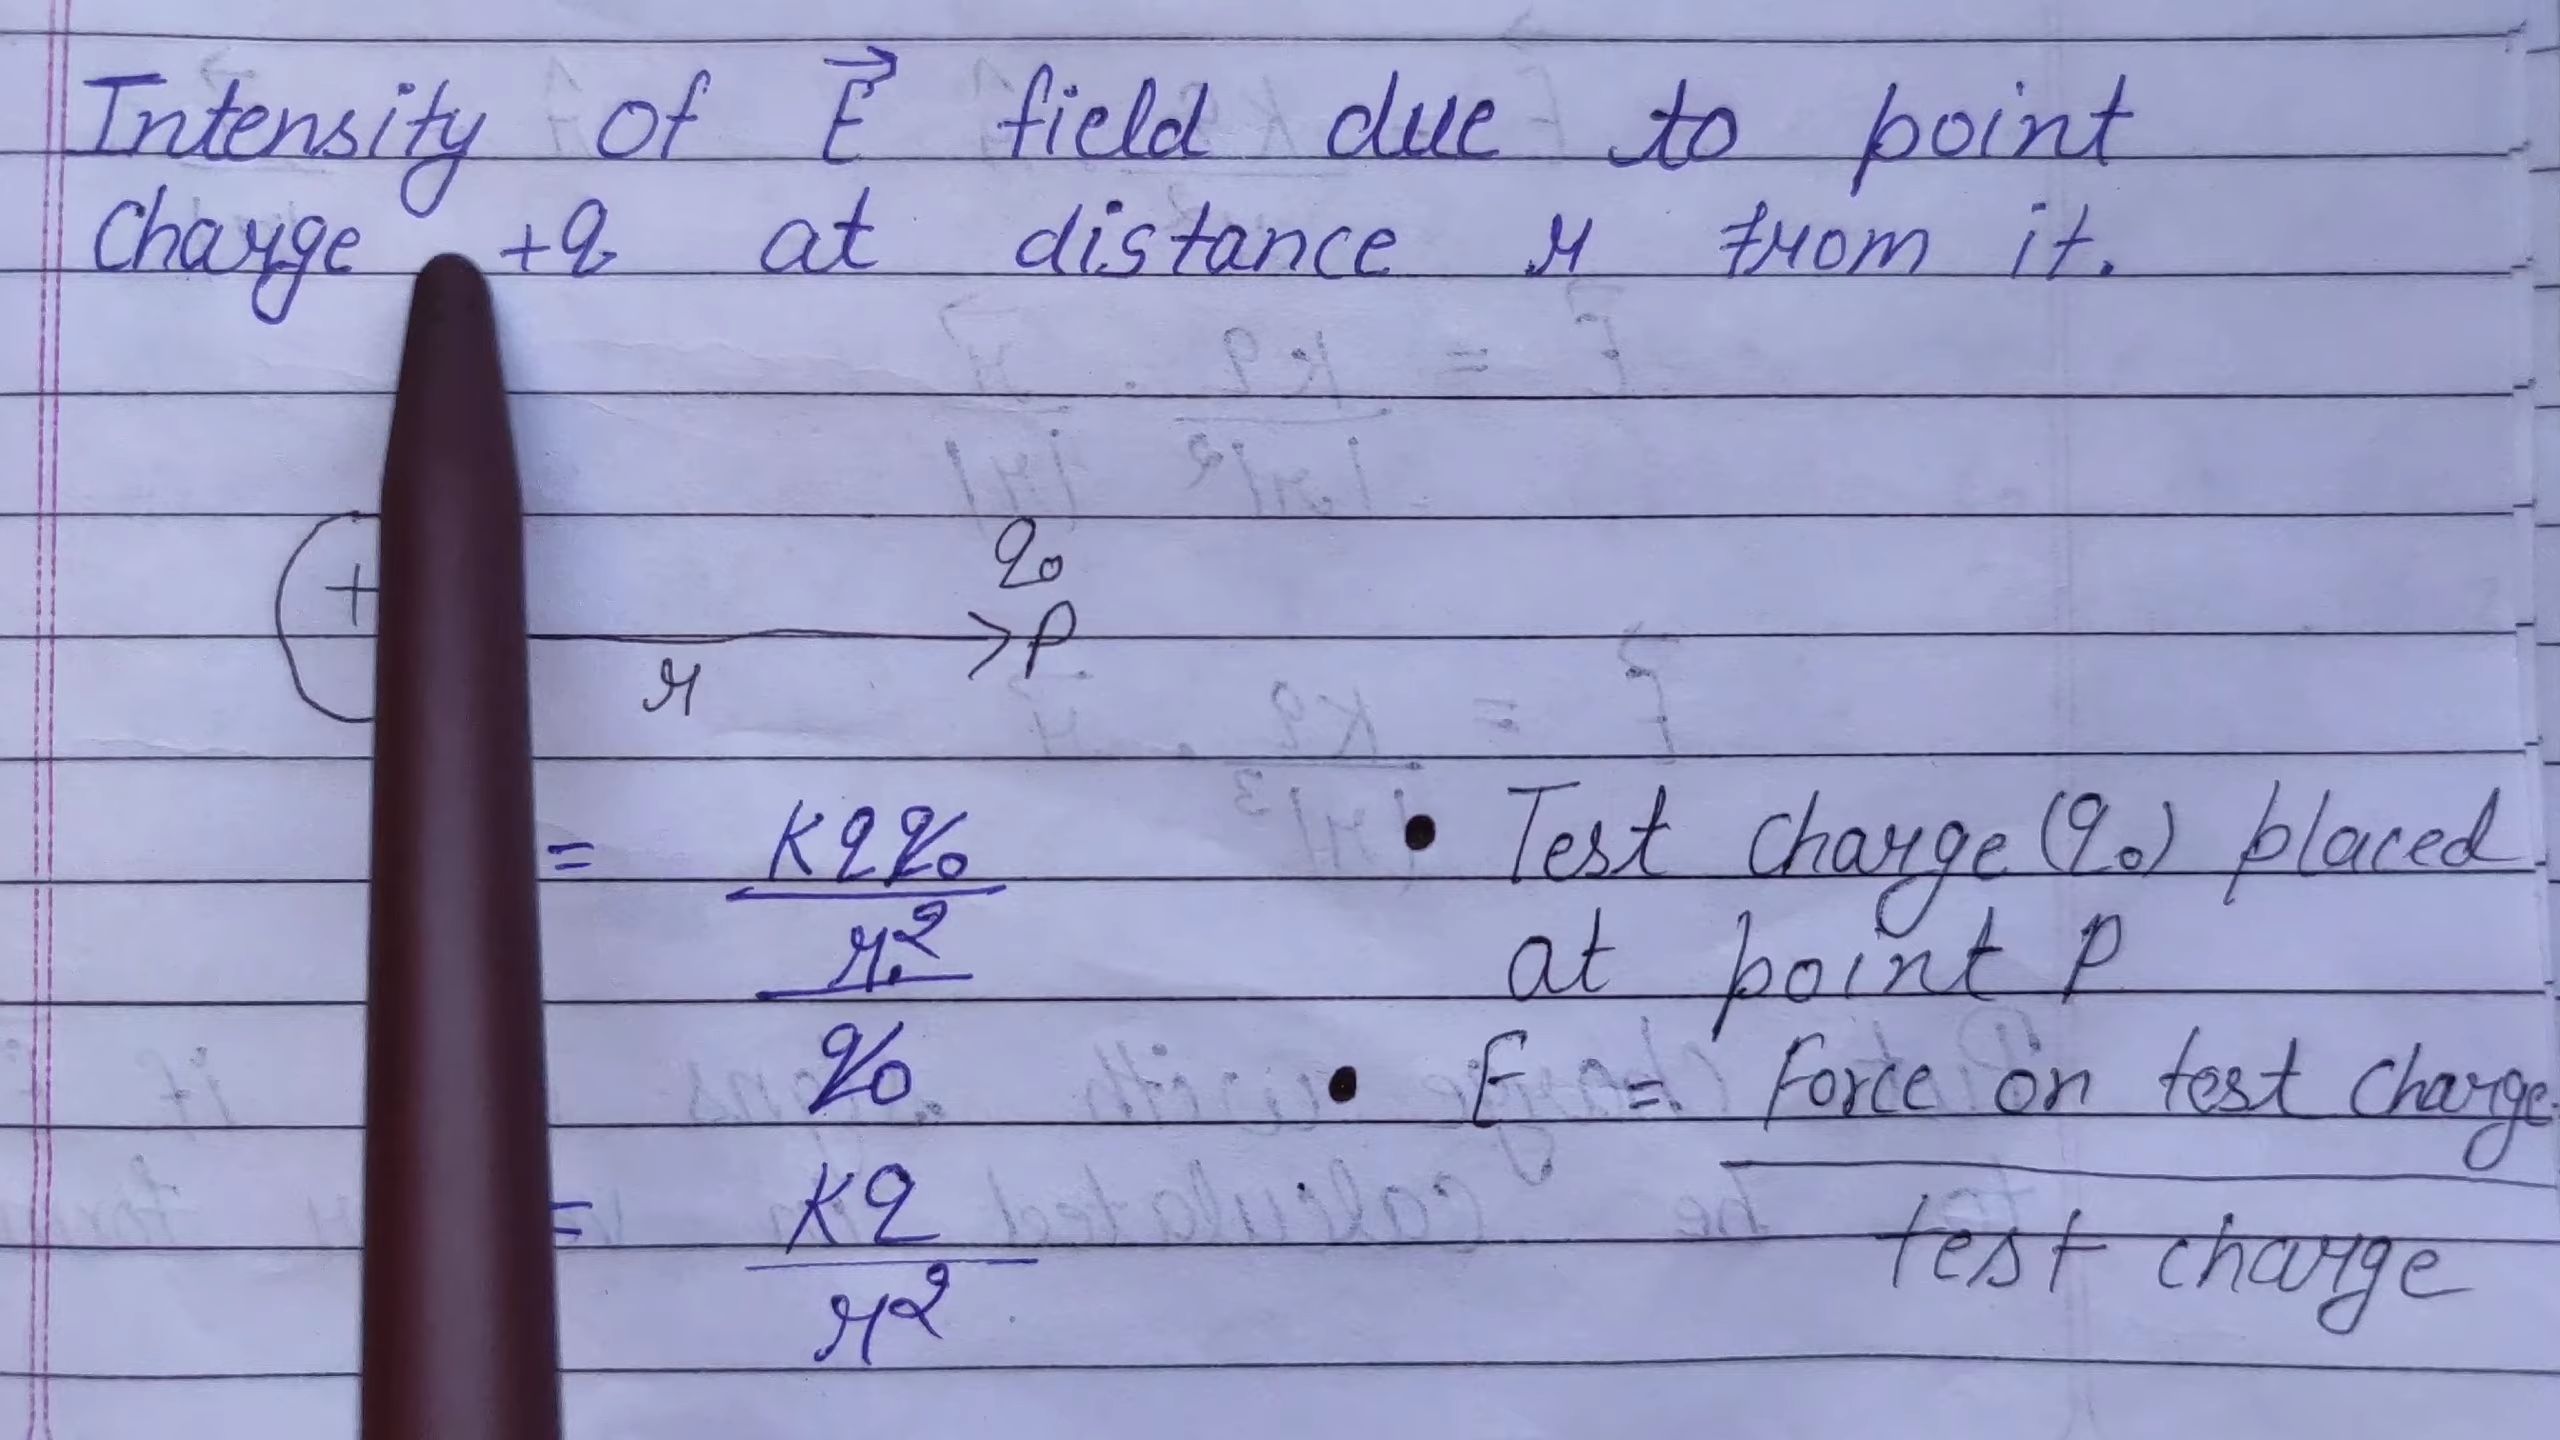 Intensity of E⃗ field due to point
Charge +q at distance r from it.
+
q₀
P
r
= Kqq₀
r²
q₀
• Test charge (q₀) placed
at point P
• E = Force on test charge
test charge
= Kq
r²